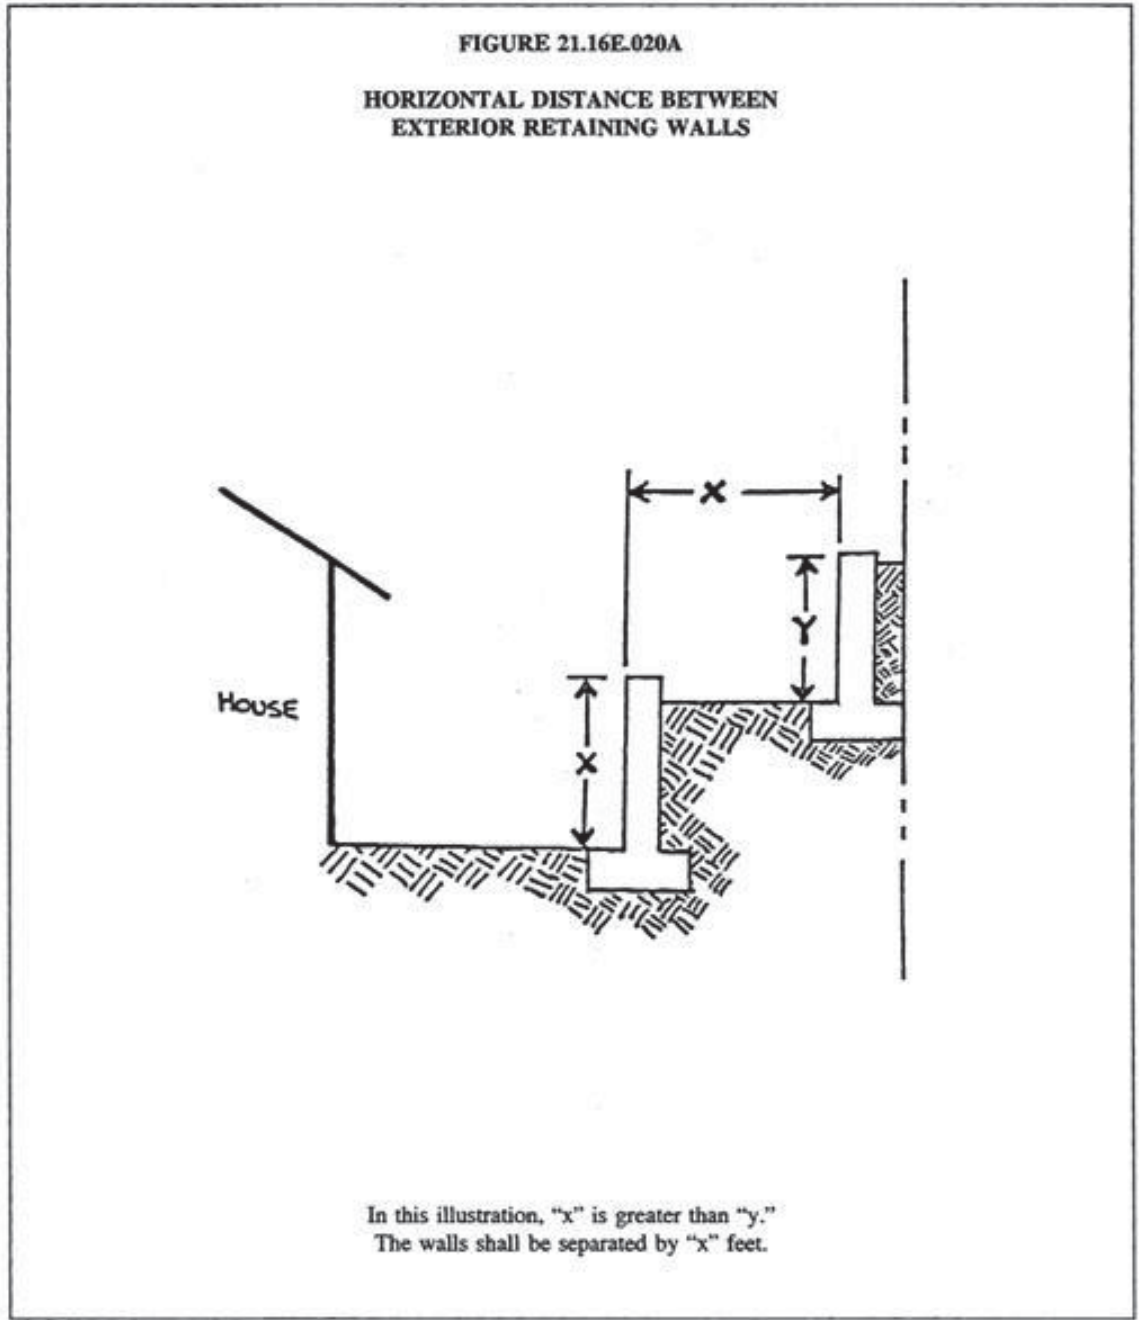 FIGURE 21.16E.020A
HORIZONTAL DISTANCE BETWEEN
EXTERIOR RETAINING WALLS
X
Y
HOUSE
X
In this illustration, “x” is greater than “y.”
The walls shall be separated by “x” feet.